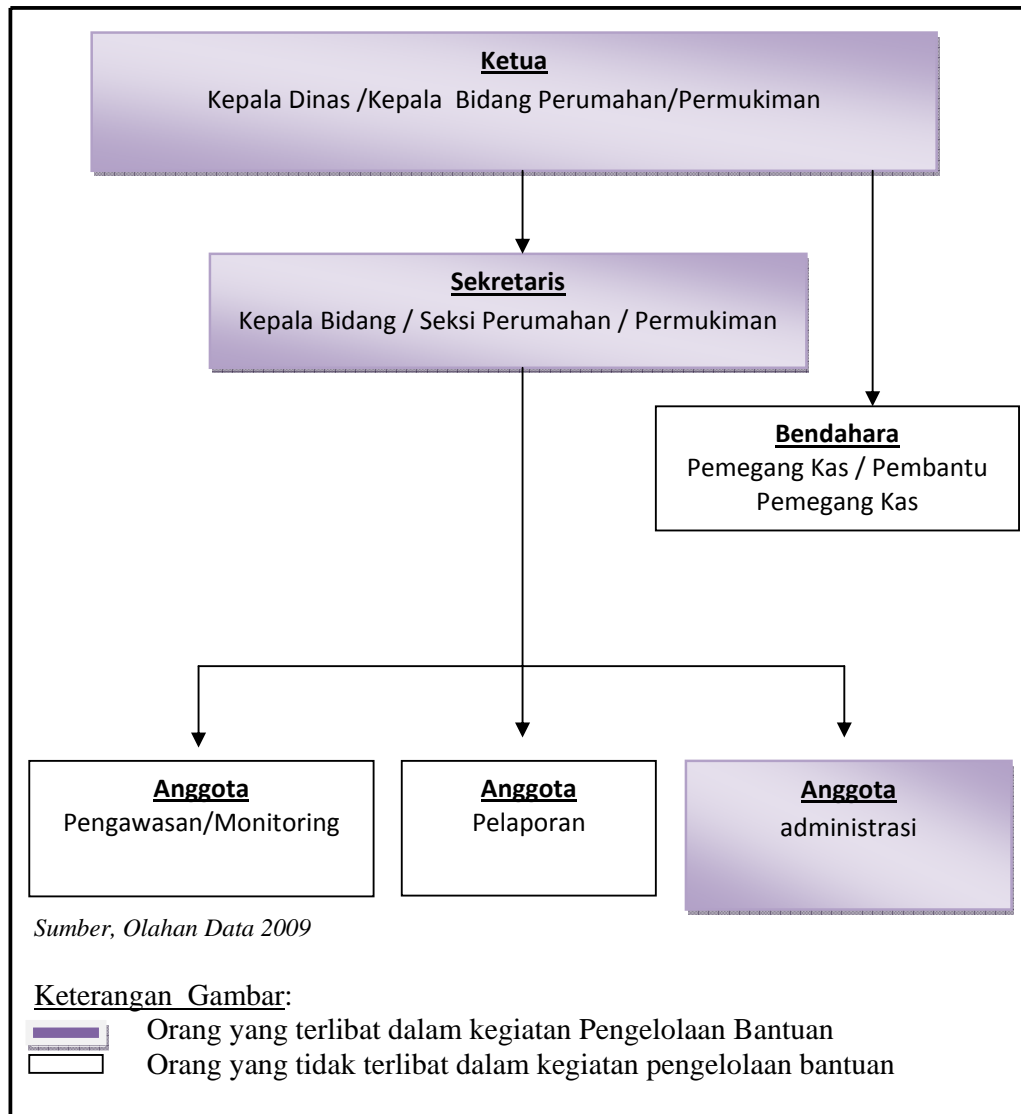 Ketua
Kepala Dinas /Kepala  Bidang Perumahan/Permukiman
Sekretaris
Kepala Bidang / Seksi Perumahan / Permukiman
Bendahara
Pemegang Kas / Pembantu
Pemegang Kas
Anggota
Pengawasan/Monitoring
Anggota
Pelaporan
Anggota
administrasi
Sumber, Olahan Data 2009
Keterangan  Gambar:
Orang yang terlibat dalam kegiatan Pengelolaan Bantuan
Orang yang tidak terlibat dalam kegiatan pengelolaan bantuan